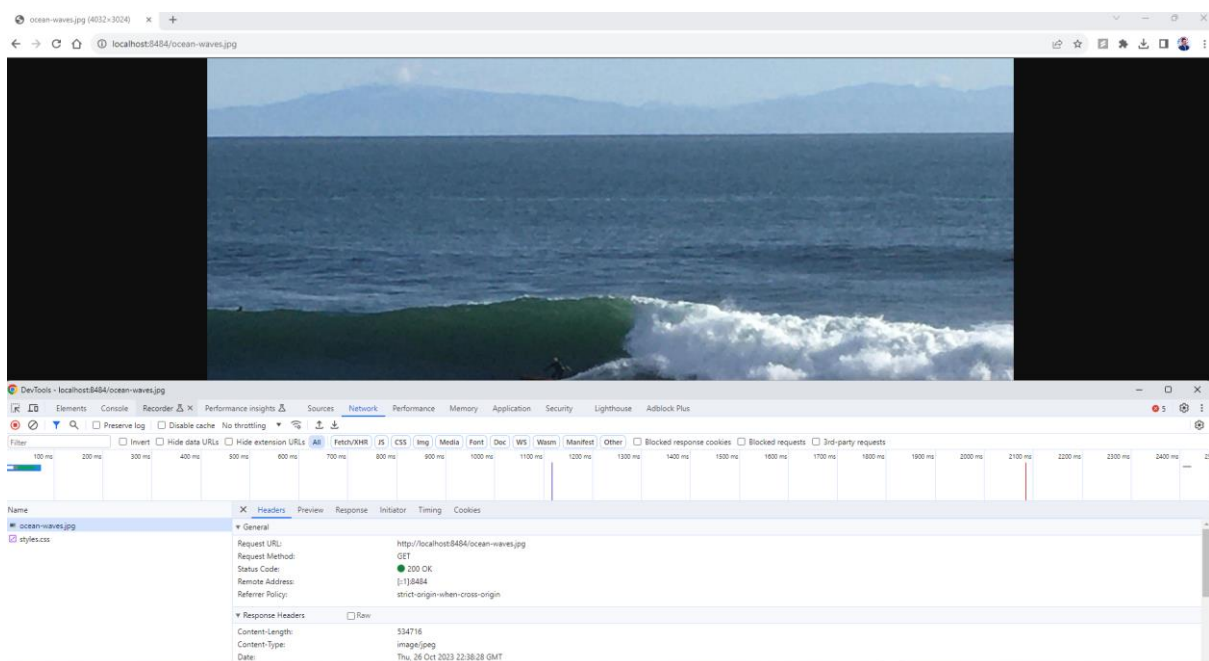 ocean-waves.jpg (4032×3024)
localhost:8484/ocean-waves.jpg
DevTools - localhost:8484/ocean-waves.jpg
Elements Console Recorder Performance insights Sources Network Performance Memory Application Security Lighthouse Adblock Plus 5
Preserve log Disable cache No throttling
Filter Invert Hide data URLs Hide extension URLs All Fetch/XHR JS CSS Img Media Font Doc WS Wasm Manifest Other Blocked response cookies Blocked requests 3rd-party requests
100 ms 200 ms 300 ms 400 ms 500 ms 600 ms 700 ms 800 ms 900 ms 1000 ms 1100 ms 1200 ms 1300 ms 1400 ms 1500 ms 1600 ms 1700 ms 1800 ms 1900 ms 2000 ms 2100 ms 2200 ms 2300 ms 2400 ms
Name Headers Preview Response Initiator Timing Cookies
ocean-waves.jpg
styles.css
General
Request URL: http://localhost:8484/ocean-waves.jpg
Request Method: GET
Status Code: 200 OK
Remote Address: [::1]:8484
Referrer Policy: strict-origin-when-cross-origin
Response Headers Raw
Content-Length: 534716
Content-Type: image/jpeg
Date: Thu, 26 Oct 2023 22:38:28 GMT